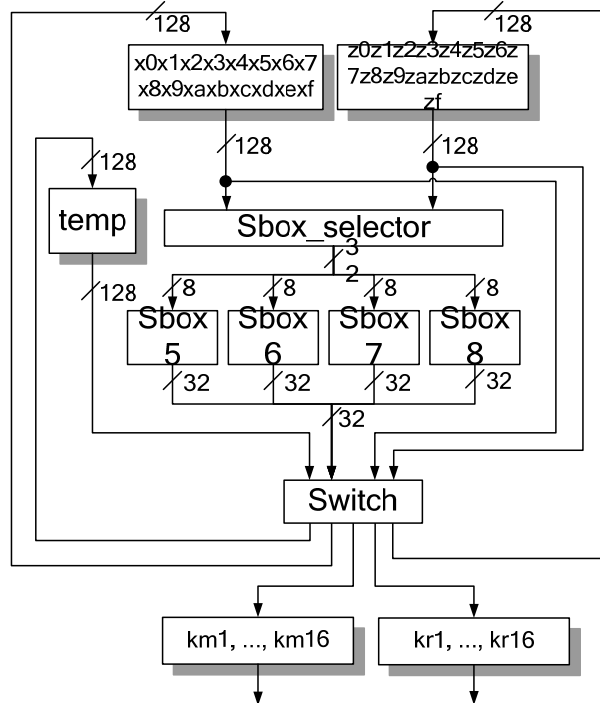 128
128
x0x1x2x3x4x5x6x7
x8x9xaxbxcxdxexf
z0z1z2z3z4z5z6z
7z8z9zazbzczdze
zf
128
128
128
temp
Sbox_selector
3
2
128
8
8
8
8
Sbox
5
Sbox
6
Sbox
7
Sbox
8
32
32
32
32
32
Switch
km1, ..., km16
kr1, ..., kr16